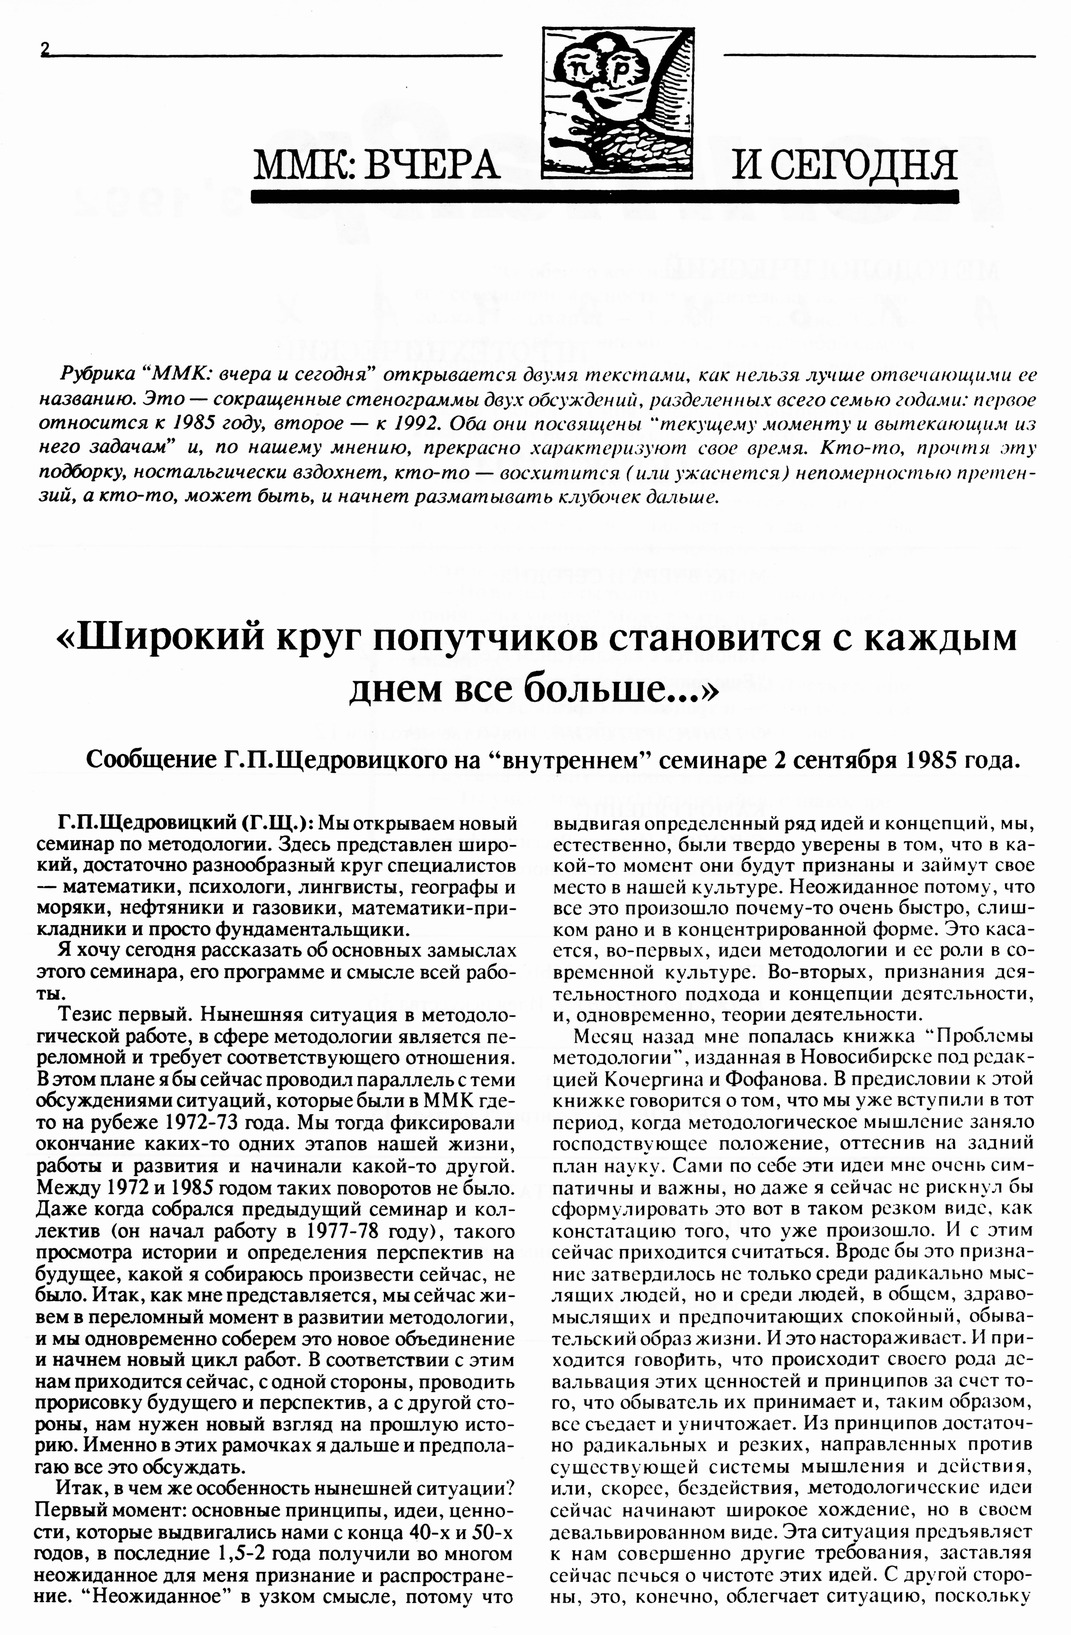 2
ММК: ВЧЕРА И СЕГОДНЯ
п р
Рубрика “ММК: вчера и сегодня” открывается двумя текстами, как нельзя лучше отвечающими ее
названию. Это — сокращенные стенограммы двух обсуждений, разделенных всего семью годами: первое
относится к 1985 году, второе — к 1992. Оба они посвящены “текущему моменту и вытекающим из
него задачам” и, по нашему мнению, прекрасно характеризуют свое время. Кто-то, прочтя эту
подборку, ностальгически вздохнет, кто-то — восхитится (или ужаснется) непомерностью претен-
зий, а кто-то, может быть, и начнет разматывать клубочек дальше.
«Широкий круг попутчиков становится с каждым
днем все больше...»
Сообщение Г.П.Щедровицкого на “внутреннем” семинаре 2 сентября 1985 года.
Г.П.Щедровицкий (Г.Щ.): Мы открываем новый
семинар по методологии. Здесь представлен широ-
кий, достаточно разнообразный круг специалистов
— математики, психологи, лингвисты, географы и
моряки, нефтяники и газовики, математики-при-
кладники и просто фундаментальщики.
Я хочу сегодня рассказать об основных замыслах
этого семинара, его программе и смысле всей рабо-
ты.
Тезис первый. Нынешняя ситуация в методоло-
гической работе, в сфере методологии является пе-
реломной и требует соответствующего отношения.
В этом плане я бы сейчас проводил параллель с теми
обсуждениями ситуаций, которые были в ММК где-
то на рубеже 1972-73 года. Мы тогда фиксировали
окончание каких-то одних этапов нашей жизни,
работы и развития и начинали какой-то другой.
Между 1972 и 1985 годом таких поворотов не было.
Даже когда собрался предыдущий семинар и кол-
лектив (он начал работу в 1977-78 году), такого
просмотра истории и определения перспектив на
будущее, какой я собираюсь произвести сейчас, не
было. Итак, как мне представляется, мы сейчас жи-
вем в переломный момент в развитии методологии,
и мы одновременно соберем это новое объединение
и начнем новый цикл работ. В соответствии с этим
нам приходится сейчас, с одной стороны, проводить
прорисовку будущего и перспектив, а с другой сто-
роны, нам нужен новый взгляд на прошлую исто-
рию. Именно в этих рамочках я дальше и предпола-
гаю все это обсуждать.
Итак, в чем же особенность нынешней ситуации?
Первый момент: основные принципы, идеи, ценно-
сти, которые выдвигались нами с конца 40-х и 50-х
годов, в последние 1,5-2 года получили во многом
неожиданное для меня признание и распростране-
ние. “Неожиданное” в узком смысле, потому что
выдвигая определенный ряд идей и концепций, мы,
естественно, были твердо уверены в том, что в ка-
кой-то момент они будут признаны и займут свое
место в нашей культуре. Неожиданное потому, что
все это произошло почему-то очень быстро, слиш-
ком рано и в концентрированной форме. Это каса-
ется, во-первых, идеи методологии и ее роли в со-
временной культуре. Во-вторых, признания дея-
тельностного подхода и концепции деятельности,
и, одновременно, теории деятельности.
Месяц назад мне попалась книжка “Проблемы
методологии”, изданная в Новосибирске под редак-
цией Кочергина и Фофанова. В предисловии к этой
книжке говорится о том, что мы уже вступили в тот
период, когда методологическое мышление заняло
господствующее положение, оттеснив на задний
план науку. Сами по себе эти идеи мне очень сим-
патичны и важны, но даже я сейчас не рискнул бы
сформулировать это вот в таком резком виде, как
констатацию того, что уже произошло. И с этим
сейчас приходится считаться. Вроде бы это призна-
ние затвердилось не только среди радикально мыс-
лящих людей, но и среди людей, в общем, здраво-
мыслящих и предпочитающих спокойный, обыва-
тельский образ жизни. И это настораживает. И при-
ходится говорить, что происходит своего рода де-
вальвация этих ценностей и принципов за счет то-
го, что обыватель их принимает и, таким образом,
все съедает и уничтожает. Из принципов достаточ-
но радикальных и резких, направленных против
существующей системы мышления и действия,
или, скорее, бездействия, методологические идеи
сейчас начинают широкое хождение, но в своем
девальвированном виде. Эта ситуация предъявляет
к нам совершенно другие требования, заставляя
сейчас печься о чистоте этих идей. С другой сторо-
ны, это, конечно, облегчает ситуацию, поскольку